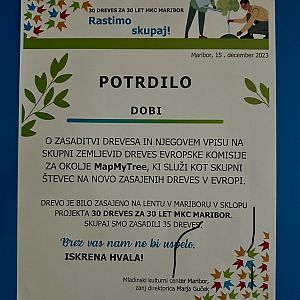 30 DREVES ZA 30 LET MKC MARIBOR
Rastimo
skupaj!
Maribor, 15 . december 2023
POTRDILO
DOBI
O ZASADITVI DREVESA IN NJEGOVEM VPISU NA
SKUPNI ZEMLJEVID DREVES EVROPSKE KOMISIJE
ZA OKOLJE MapMyTree, KI SLUŽI KOT SKUPNI
ŠTEVEC NA NOVO ZASAJENIH DREVES V EVROPI.
DREVO JE BILO ZASAJENO NA LENTU V MARIBORU V SKLOPU
PROJEKTA 30 DREVES ZA 30 LET MKC MARIBOR.
SKUPAJ SMO ZASADILI 35 DREVES.
Brez vas nam ne bi uspelo.
ISKRENA HVALA!
Mladinski kulturni center Maribor,
zanj direktorica Marja Guček